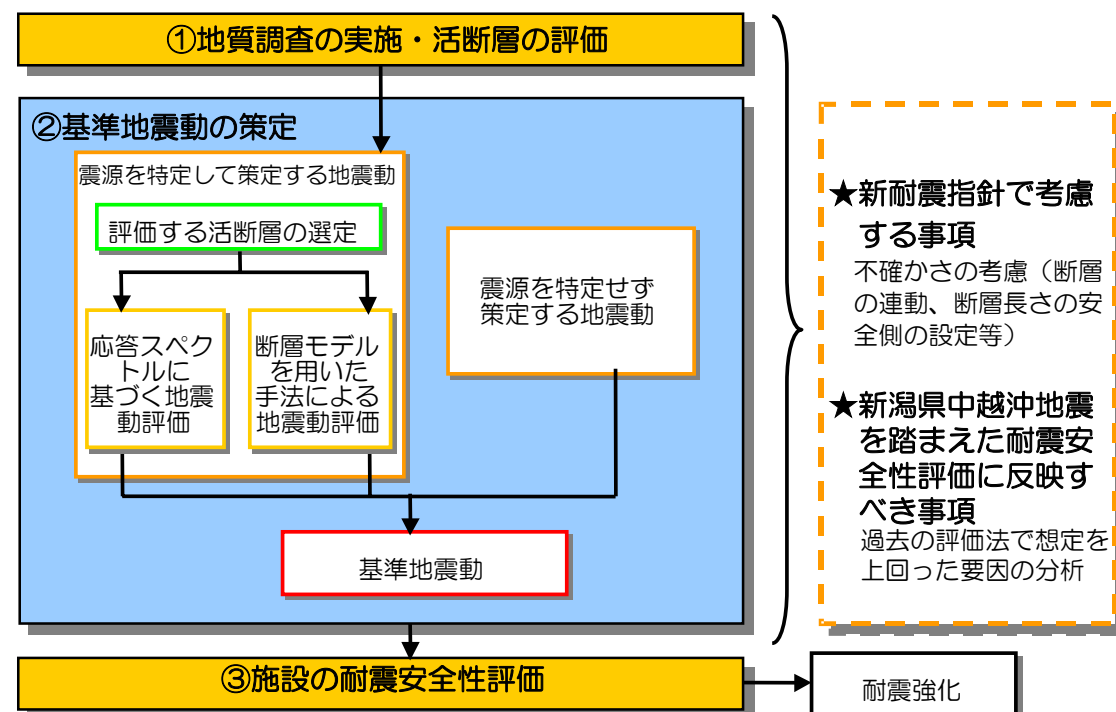 ①地質調査の実施・活断層の評価
②基準地震動の策定
震源を特定して策定する地震動
評価する活断層の選定
応答スペク
トルに
基づく地震
動評価
断層モデル
を用いた
手法による
地震動評価
震源を特定せず
策定する地震動
基準地震動
③施設の耐震安全性評価
耐震強化
★新耐震指針で考慮
する事項
不確かさの考慮（断層
の連動、断層長さの安
全側の設定等）
★新潟県中越沖地震
を踏まえた耐震安
全性評価に反映す
べき事項
過去の評価法で想定を
上回った要因の分析